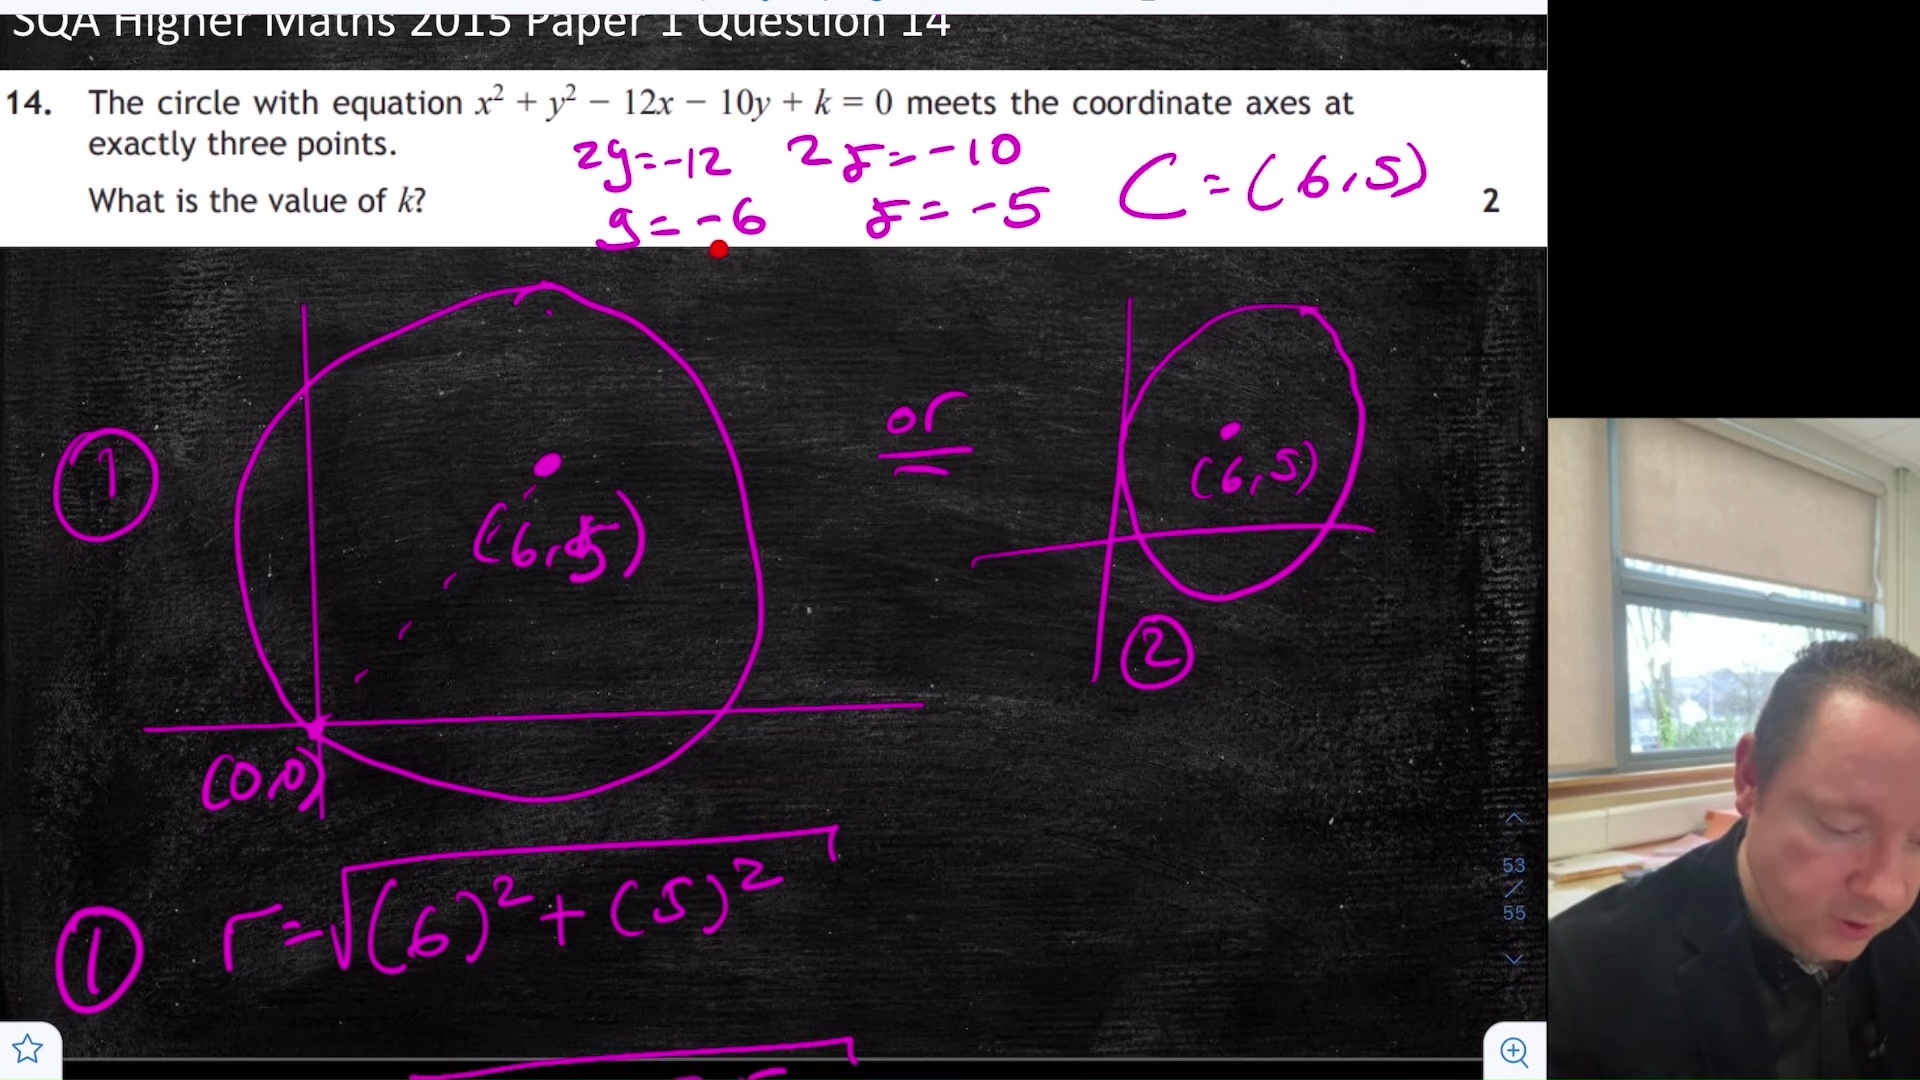 SQA Higher Maths 2015 Paper 1 Question 14
14. The circle with equation x² + y² − 12x − 10y + k = 0 meets the coordinate axes at
exactly three points.
What is the value of k?
2
2g=-12 2f=-10
g=-6 f=-5
C=(6,5)
1
(6,5)
(0,0)
or
(6,5)
2
1 r=√(6)²+(5)²
53
55